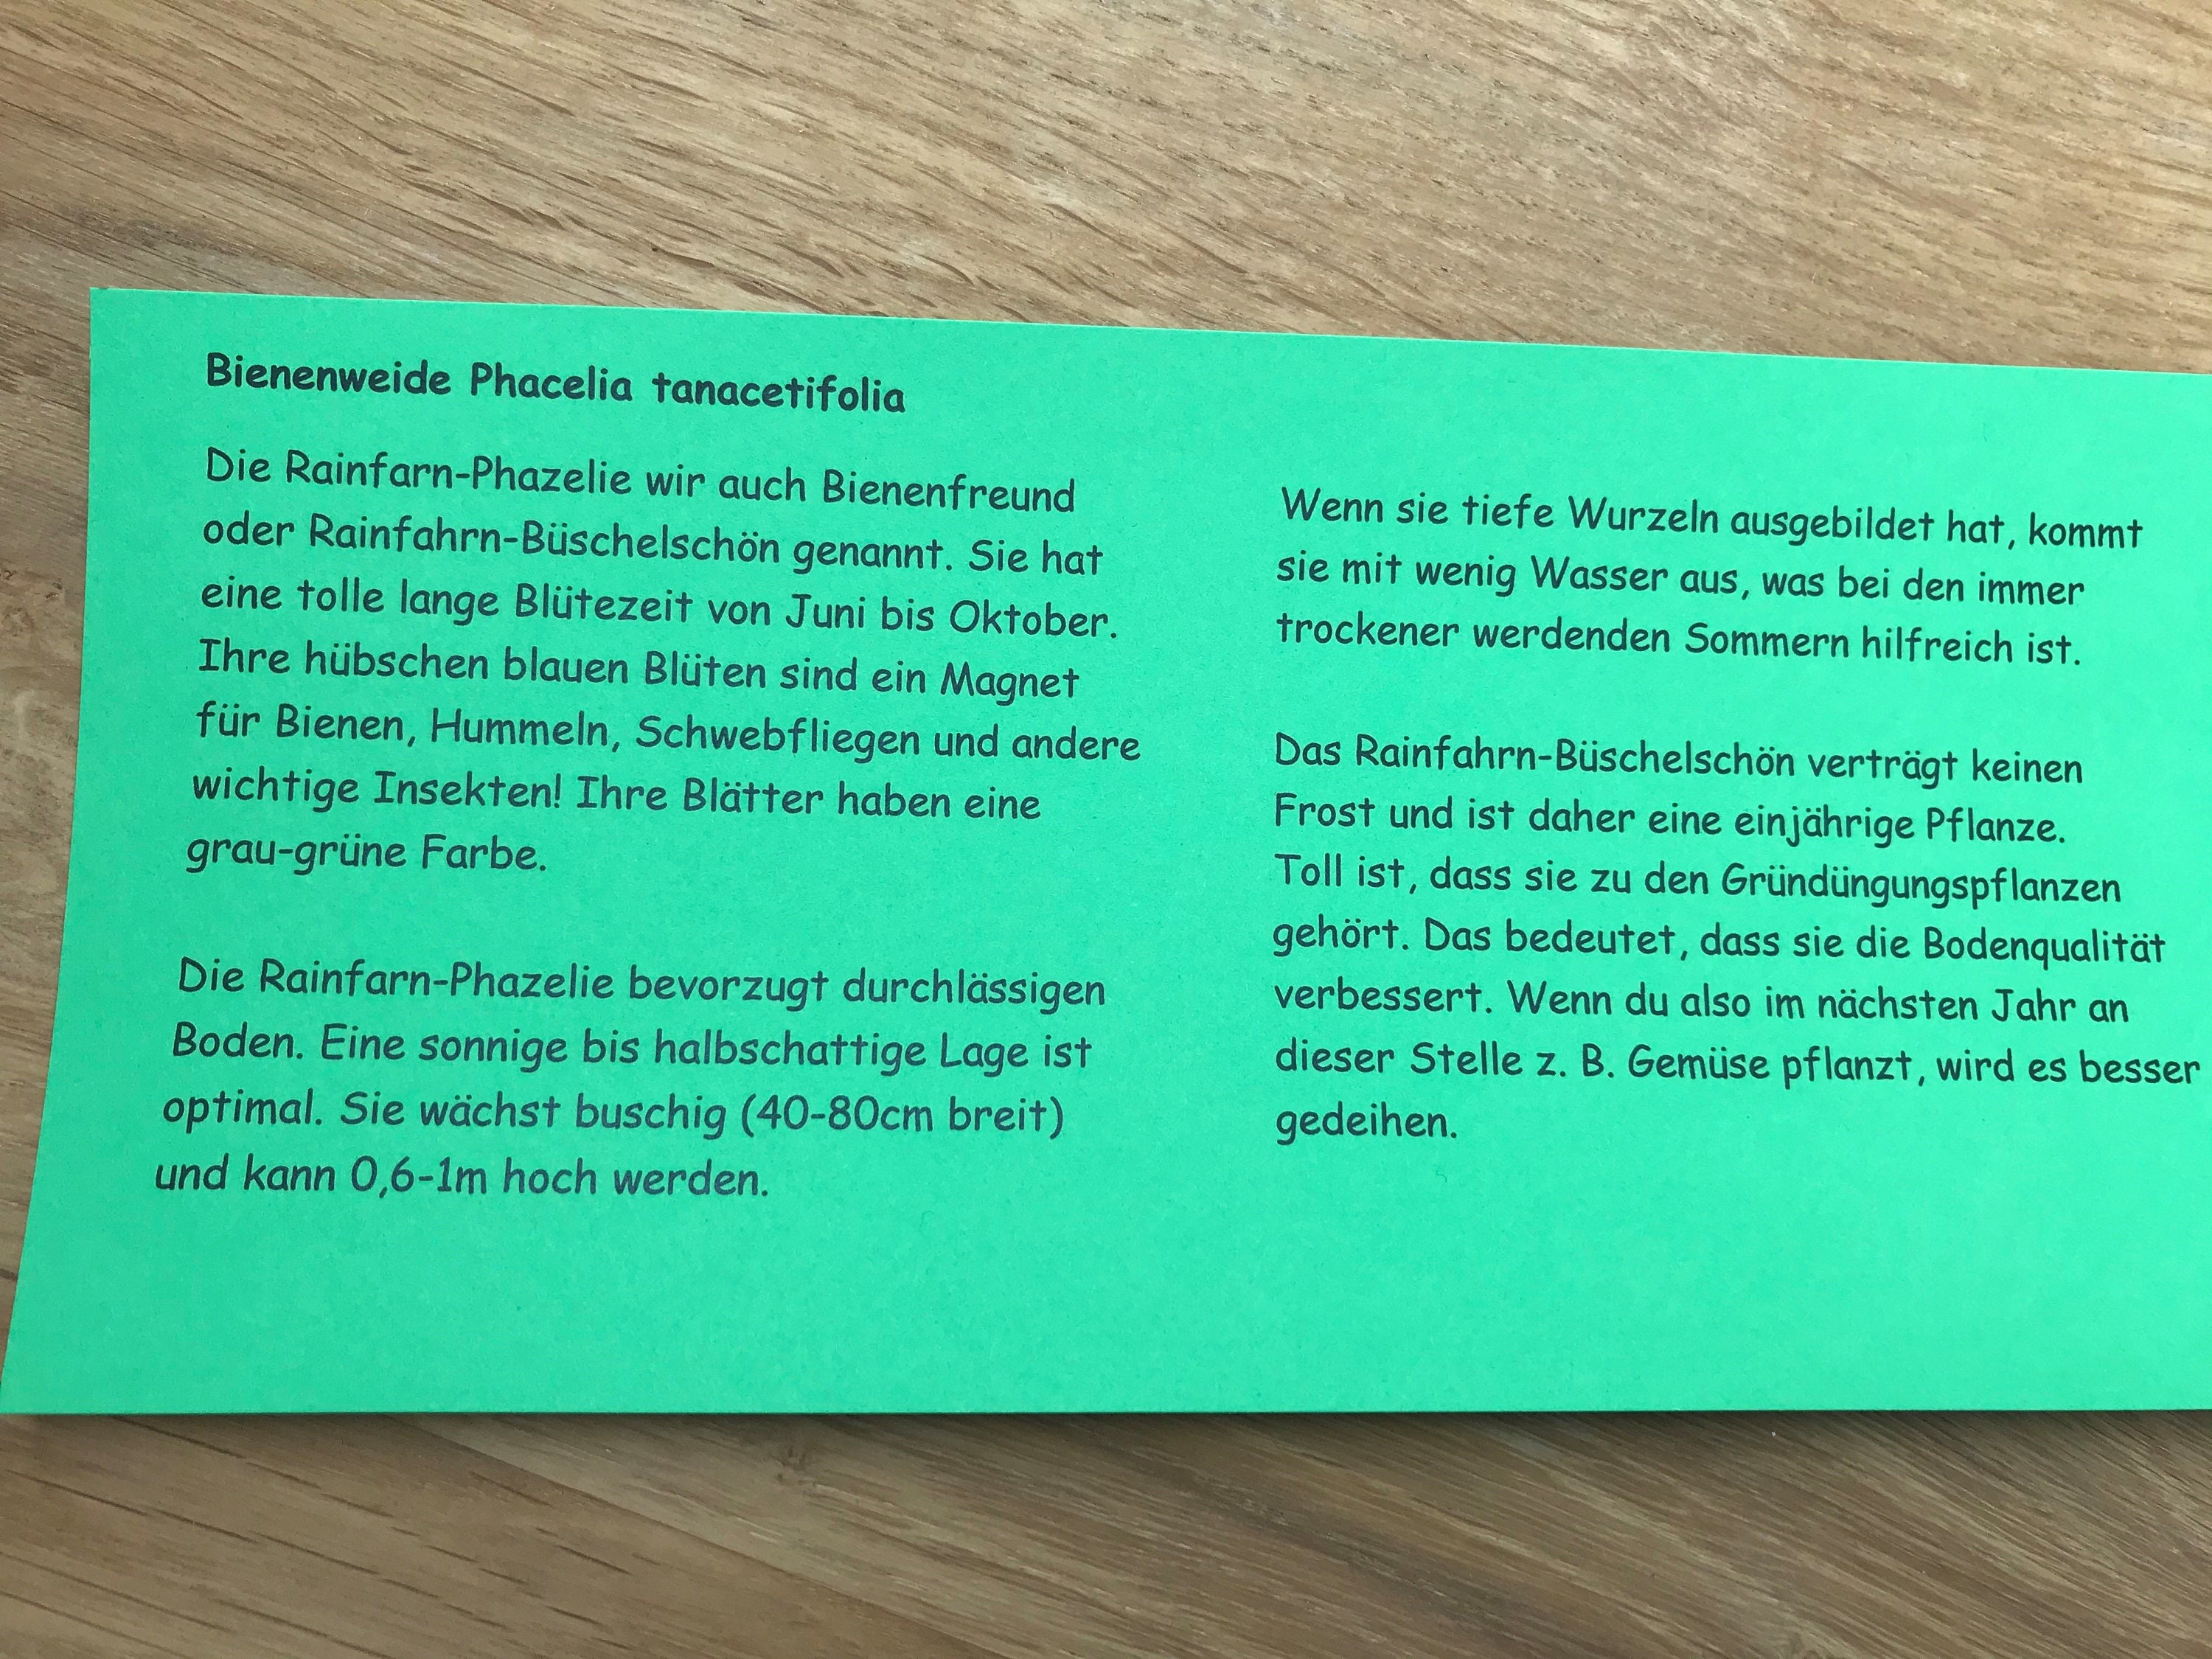 Bienenweide Phacelia tanacetifolia
Die Rainfarn-Phazelie wir auch Bienenfreund
oder Rainfahrn-Büschelschön genannt. Sie hat
eine tolle lange Blütezeit von Juni bis Oktober.
Ihre hübschen blauen Blüten sind ein Magnet
für Bienen, Hummeln, Schwebfliegen und andere
wichtige Insekten! Ihre Blätter haben eine
grau-grüne Farbe.
Die Rainfarn-Phazelie bevorzugt durchlässigen
Boden. Eine sonnige bis halbschattige Lage ist
optimal. Sie wächst buschig (40-80cm breit)
und kann 0,6-1m hoch werden.
Wenn sie tiefe Wurzeln ausgebildet hat, kommt
sie mit wenig Wasser aus, was bei den immer
trockener werdenden Sommern hilfreich ist.
Das Rainfahrn-Büschelschön verträgt keinen
Frost und ist daher eine einjährige Pflanze.
Toll ist, dass sie zu den Gründüngungspflanzen
gehört. Das bedeutet, dass sie die Bodenqualität
verbessert. Wenn du also im nächsten Jahr an
dieser Stelle z. B. Gemüse pflanzt, wird es besser
gedeihen.